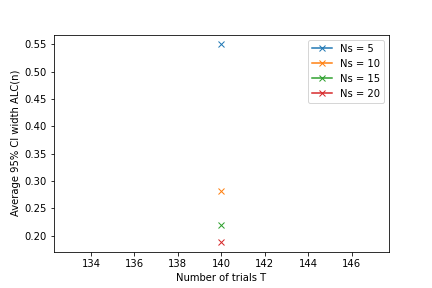 Average 95% CI width ALC(n)
0.55
0.50
0.45
0.40
0.35
0.30
0.25
0.20
Ns = 5
Ns = 10
Ns = 15
Ns = 20
134 136 138 140 142 144 146
Number of trials T